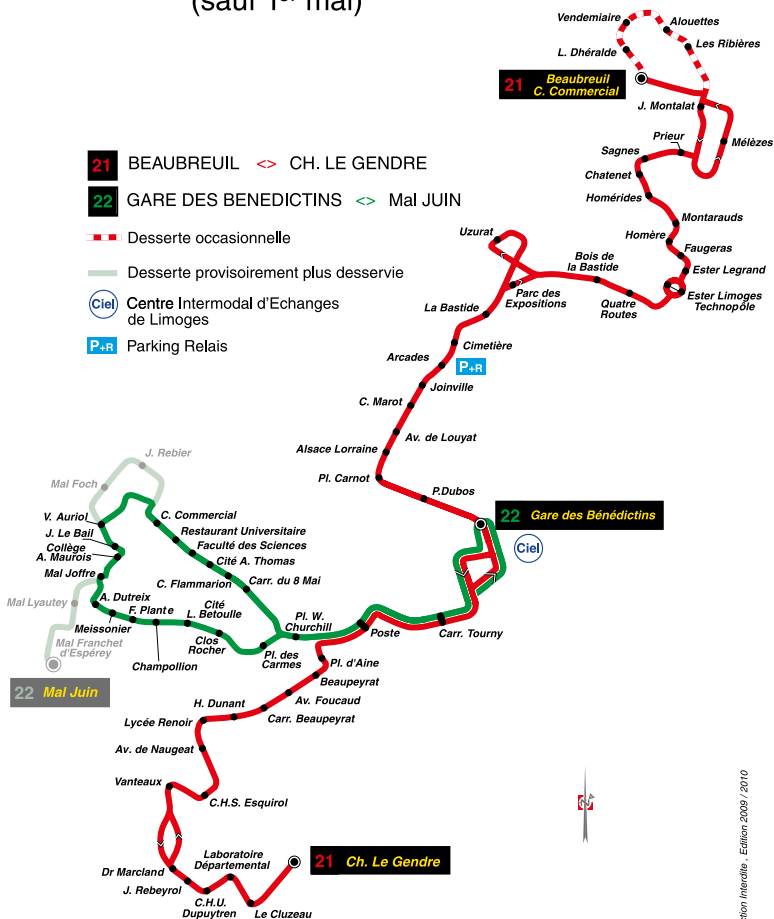 (sauf 1er mai)
Vendemiaire
Alouettes
L. Dhéralde
Les Ribières
21 Beaubreuil
C. Commercial
J. Montalat
Prieur
Mélèzes
Sagnes
Chatenet
Homérides
Montarauds
Homère
Faugeras
Ester Legrand
Ester Limoges
Technopôle
21 BEAUBREUIL <> CH. LE GENDRE
22 GARE DES BENEDICTINS <> Mal JUIN
Desserte occasionnelle
Desserte provisoirement plus desservie
Ciel Centre Intermodal d'Echanges
de Limoges
P+R Parking Relais
Uzurat
Bois de
la Bastide
Parc des
Expositions
Quatre
Routes
La Bastide
Cimetière
Arcades
P+R
Joinville
C. Marot
Av. de Louyat
Alsace Lorraine
Pl. Carnot
P.Dubos
22 Gare des Bénédictins
Ciel
J. Rebier
Mal Foch
V. Auriol
C. Commercial
J. Le Bail
Restaurant Universitaire
Collège
A. Maurois
Faculté des Sciences
Cité A. Thomas
Mal Joffre
C. Flammarion
Carr. du 8 Mai
Mal Lyautey
A. Dutreix
F. Plante
Cité
L. Betoulle
Meissonier
Champollion
Clos
Rocher
Pl. des
Carmes
Pl. W.
Churchill
Poste
Carr. Tourny
Mal Franchet
d'Espérey
22 Mal Juin
Pl. d'Aine
Beaupeyrat
Av. Foucaud
H. Dunant
Carr. Beaupeyrat
Lycée Renoir
Av. de Naugeat
Vanteaux
C.H.S. Esquirol
Laboratoire
Départemental
21 Ch. Le Gendre
Dr Marcland
J. Rebeyrol
C.H.U.
Dupuytren
Le Cluzeau
ction Interdite , Edition 2009 / 2010